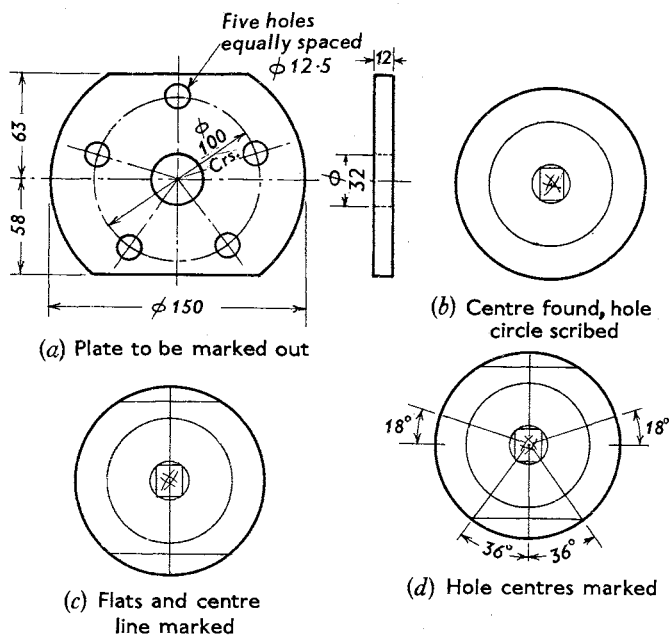 Five holes
equally spaced
ϕ 12·5
12
63
ϕ
100
Crs.
ϕ
32
58
ϕ 150
(a) Plate to be marked out
(b) Centre found, hole
circle scribed
18°
18°
36°
36°
(c) Flats and centre
line marked
(d) Hole centres marked